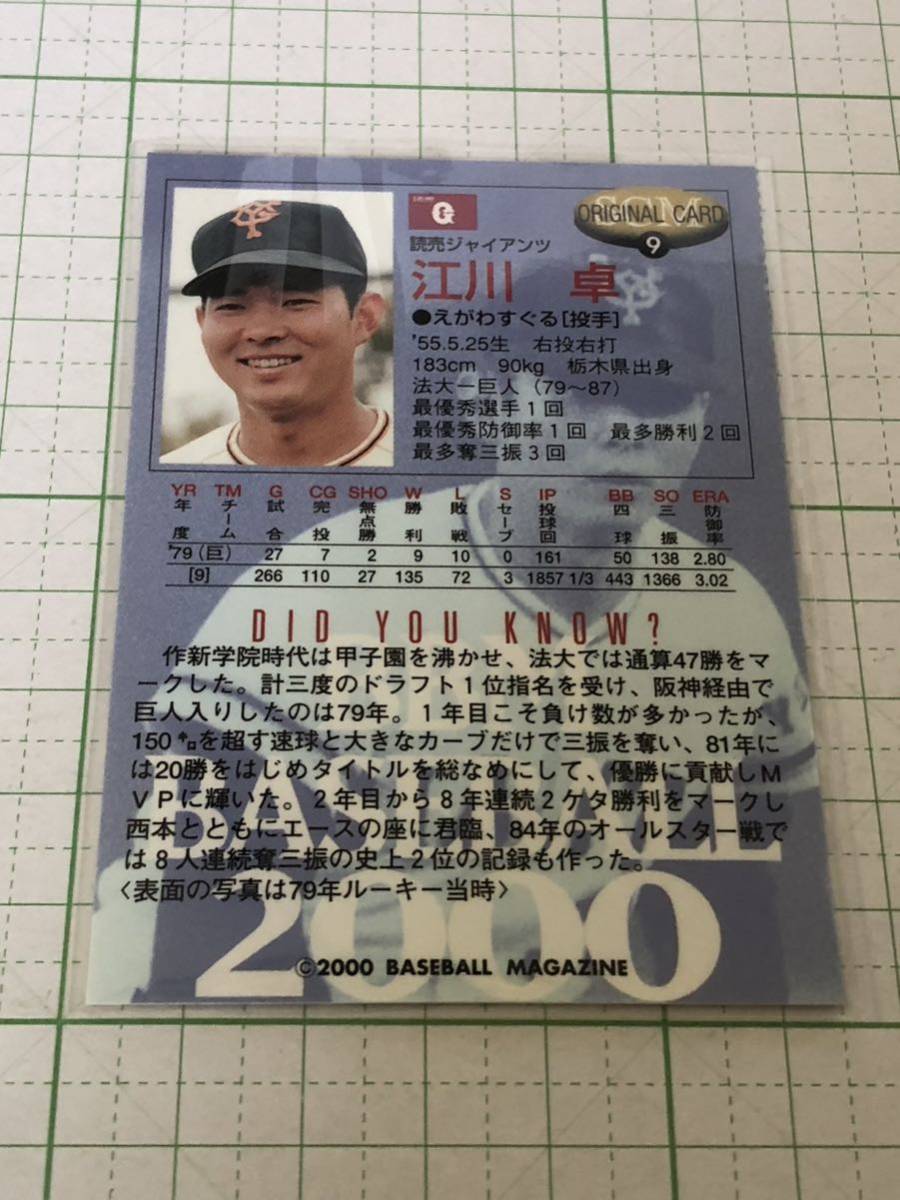 YG
GIANTS
G
読売ジャイアンツ
SCM
ORIGINAL CARD
9
江川 卓
●えがわすぐる[投手]
'55.5.25生 右投右打
183cm 90kg 栃木県出身
法大―巨人（79～87）
最優秀選手1回
最優秀防御率1回 最多勝利2回
最多奪三振3回
YR TM G CG SHO W L S IP BB SO ERA
年度 チーム 試合 完投 無点勝 勝利 敗戦 セーブ 投球回 四球 三振 防御率
'79（巨） 27 7 2 9 10 0 161 50 138 2.80
[9] 266 110 27 135 72 3 1857 1/3 443 1366 3.02
DID YOU KNOW?
作新学院時代は甲子園を沸かせ、法大では通算47勝をマ
ークした。計三度のドラフト1位指名を受け、阪神経由で
巨人入りしたのは79年。1年目こそ負け数が多かったが、
150㌔を超す速球と大きなカーブだけで三振を奪い、81年に
は20勝をはじめタイトルを総なめにして、優勝に貢献しM
VPに輝いた。2年目から8年連続2ケタ勝利をマークし
西本とともにエースの座に君臨、84年のオールスター戦で
は8人連続奪三振の史上2位の記録も作った。
〈表面の写真は79年ルーキー当時〉
BASEBALL
2000
©2000 BASEBALL MAGAZINE